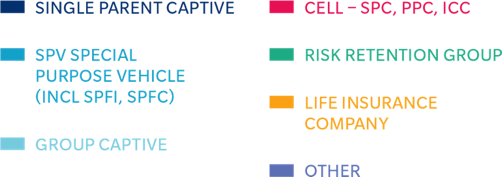 SINGLE PARENT CAPTIVE
SPV SPECIAL
PURPOSE VEHICLE
(INCL SPFI, SPFC)
GROUP CAPTIVE
CELL – SPC, PPC, ICC
RISK RETENTION GROUP
LIFE INSURANCE
COMPANY
OTHER